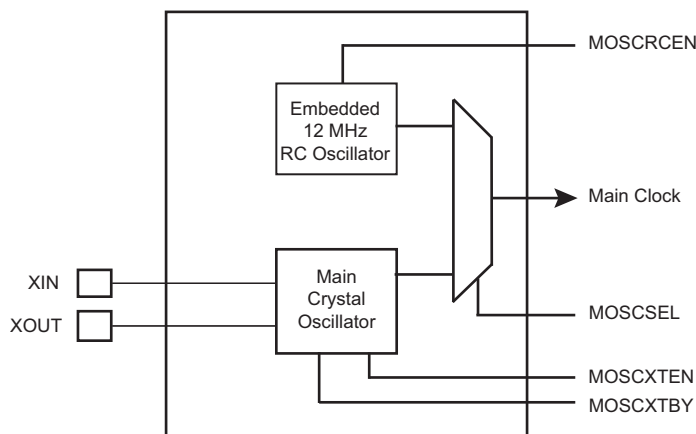 MOSCRCEN
Embedded
12 MHz
RC Oscillator
Main Clock
XIN
XOUT
Main
Crystal
Oscillator
MOSCSEL
MOSCXTEN
MOSCXTBY